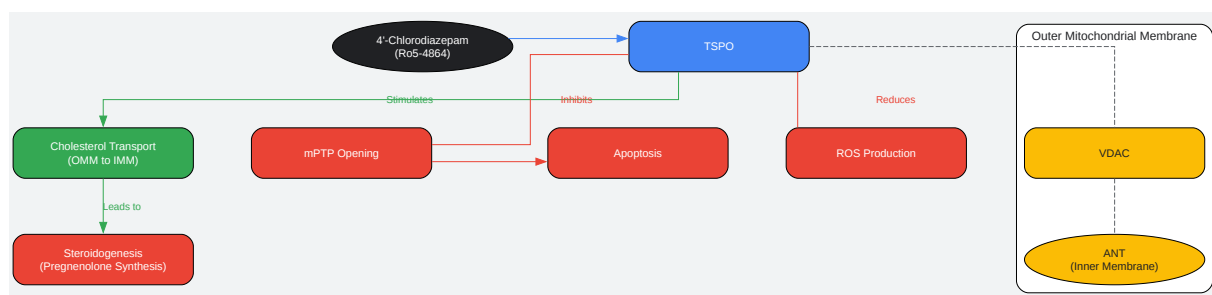 4'-Chlorodiazepam
(Ro5-4864)
TSPO
Outer Mitochondrial Membrane
Stimulates
Inhibits
Reduces
Cholesterol Transport
(OMM to IMM)
mPTP Opening
Apoptosis
ROS Production
VDAC
Leads to
Steroidogenesis
(Pregnenolone Synthesis)
ANT
(Inner Membrane)